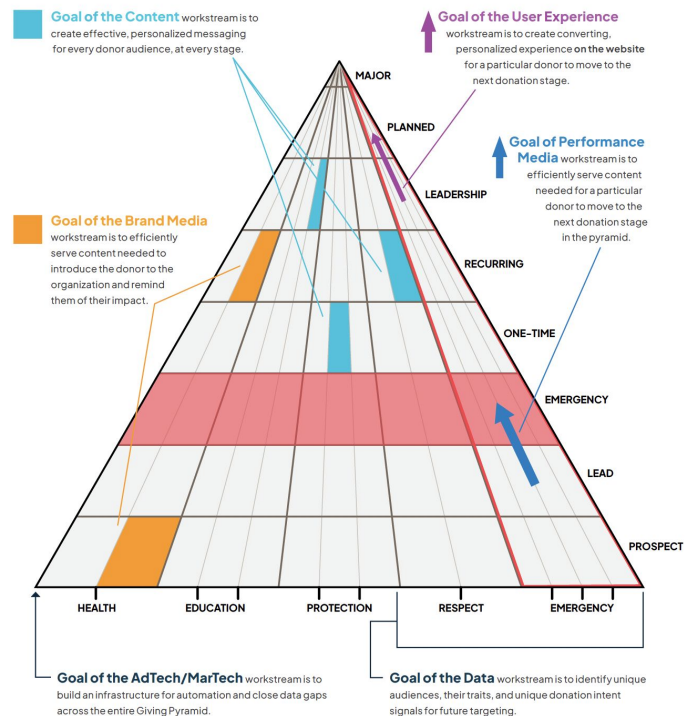 Goal of the Content workstream is to
create effective, personalized messaging
for every donor audience, at every stage.
Goal of the User Experience
workstream is to create converting,
personalized experience on the website
for a particular donor to move to the
next donation stage.
Goal of Performance
Media workstream is to
efficiently serve content
needed for a particular
donor to move to the
next donation stage
in the pyramid.
Goal of the Brand Media
workstream is to efficiently
serve content needed to
introduce the donor to the
organization and remind
them of their impact.
MAJOR
PLANNED
LEADERSHIP
RECURRING
ONE-TIME
EMERGENCY
LEAD
PROSPECT
HEALTH
EDUCATION
PROTECTION
RESPECT
EMERGENCY
Goal of the AdTech/MarTech workstream is to
build an infrastructure for automation and close data gaps
across the entire Giving Pyramid.
Goal of the Data workstream is to identify unique
audiences, their traits, and unique donation intent
signals for future targeting.